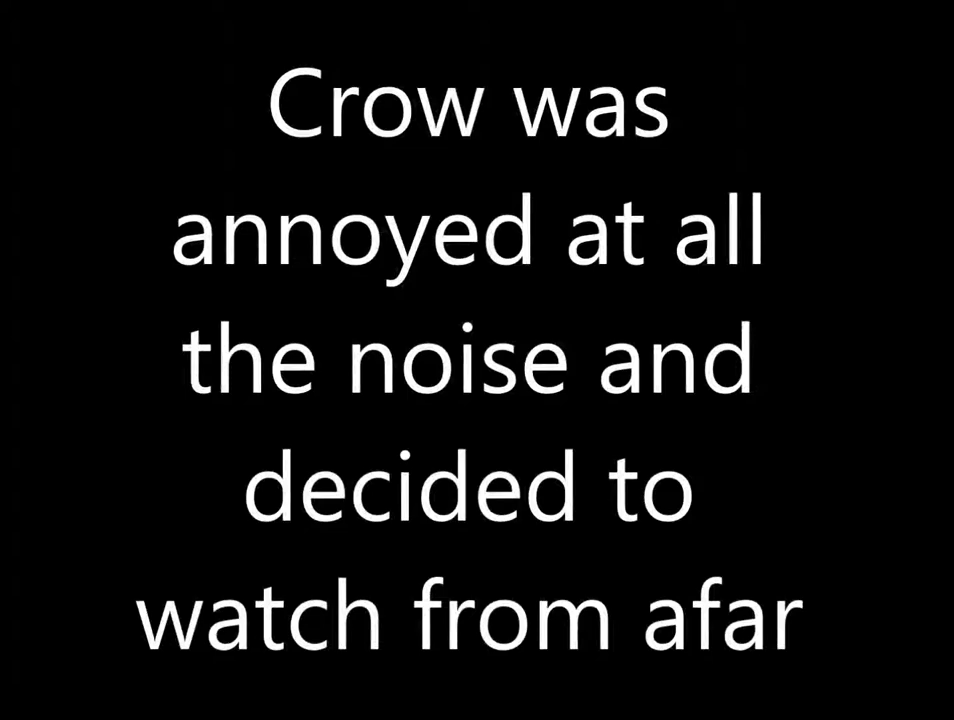 Crow was
annoyed at all
the noise and
decided to
watch from afar